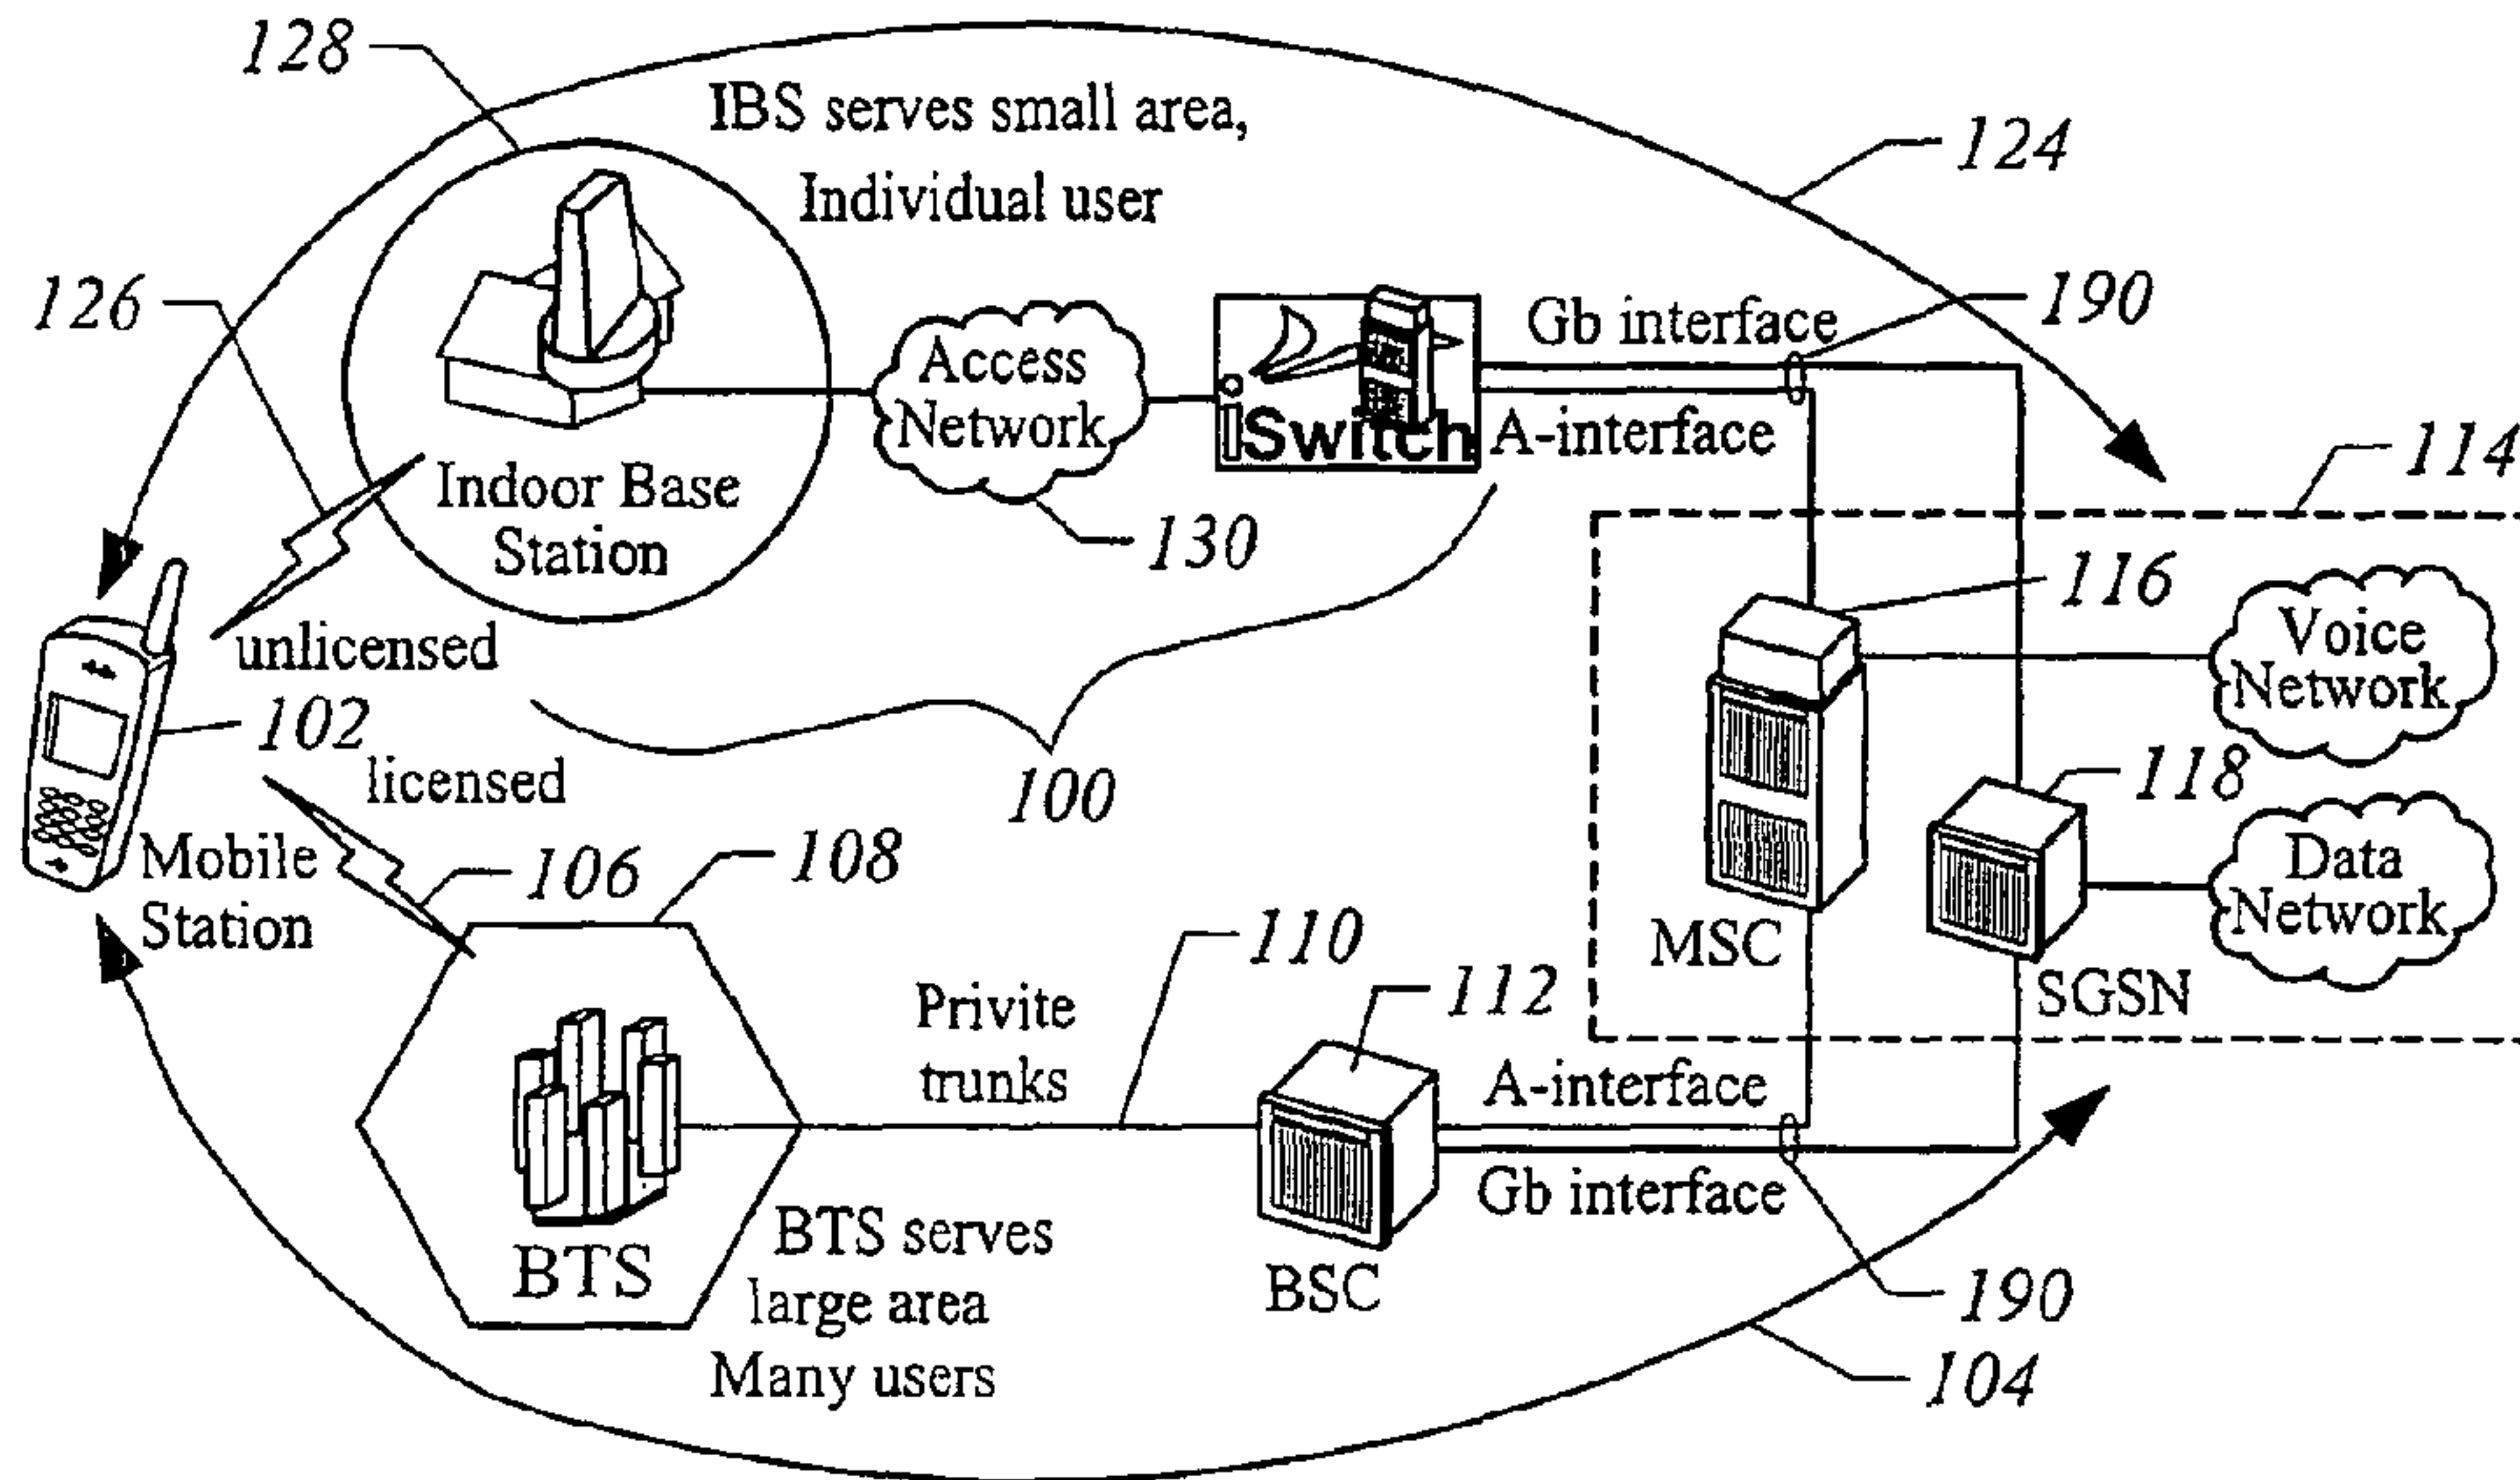 128
IBS serves small area,
Individual user
124
126
190
Gb interface
Access
Network
iSwitch
A-interface
114
Indoor Base
Station
130
116
Voice
Network
unlicensed
102
licensed
100
118
Mobile
Station
106
108
Data
Network
MSC
SGSN
110
112
Privite
trunks
A-interface
Gb interface
BTS
BTS serves
large area
Many users
BSC
190
104